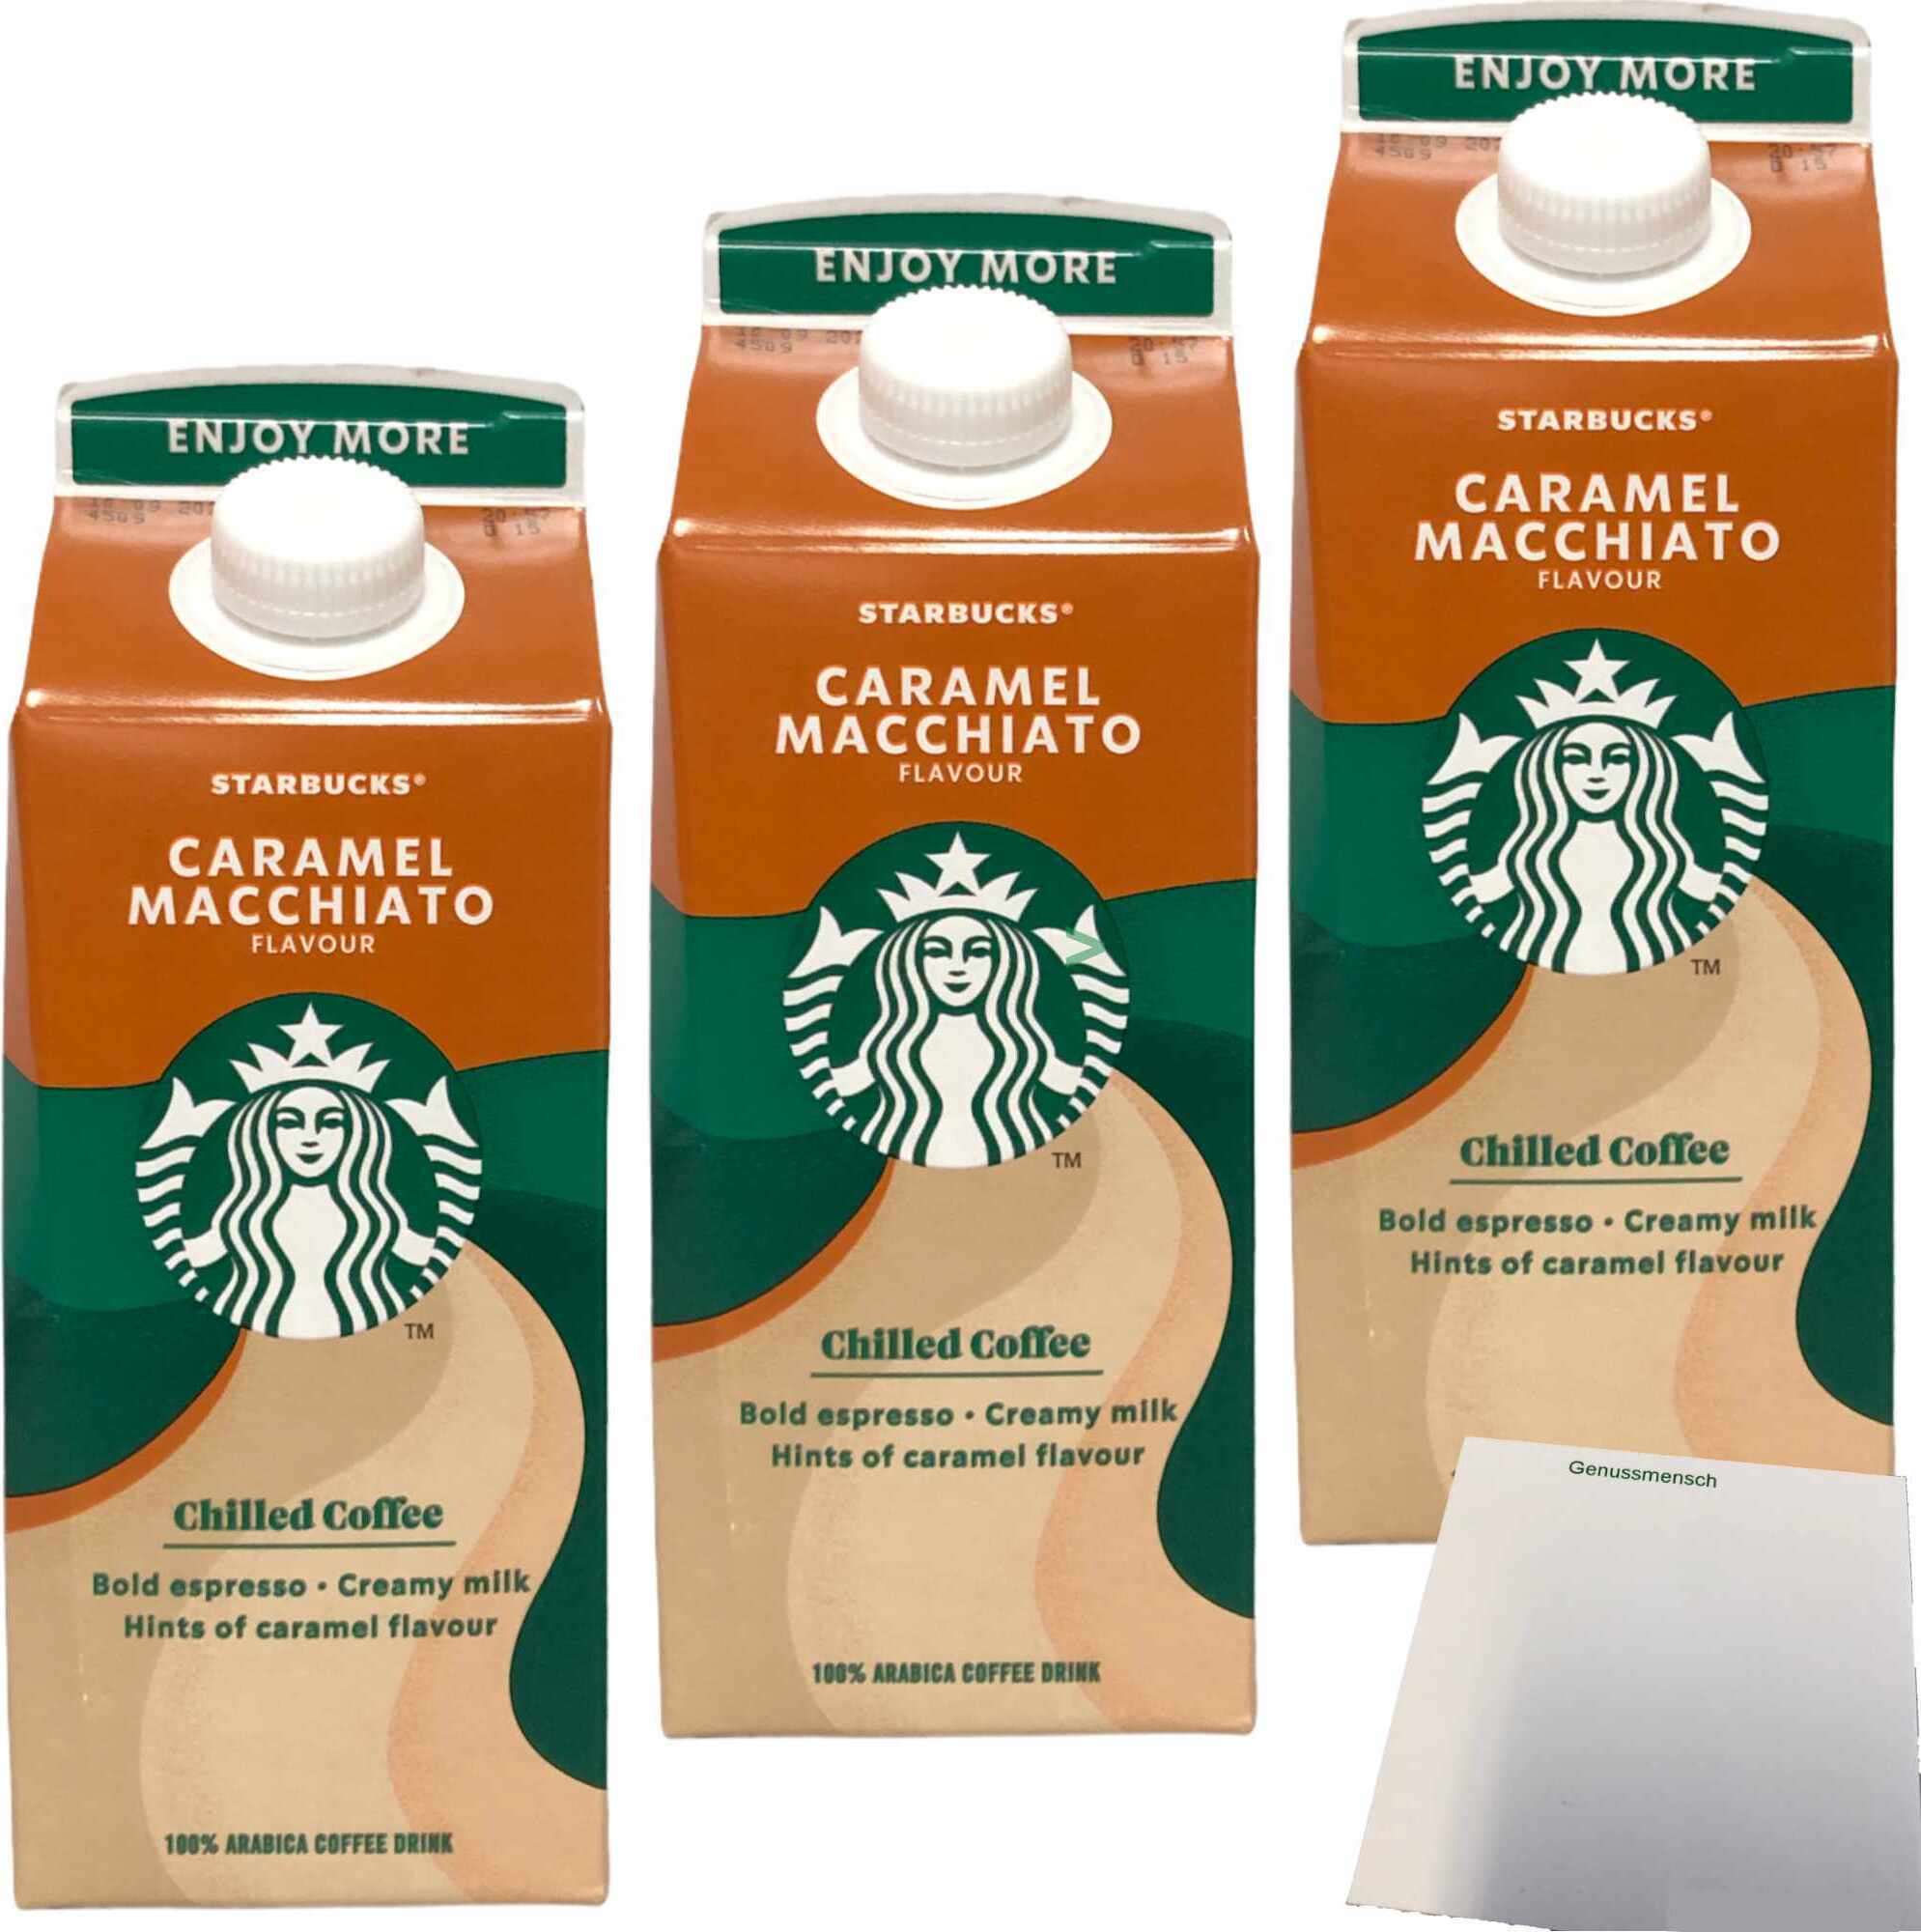 ENJOY MORE
STARBUCKS®
CARAMEL
MACCHIATO
FLAVOUR
TM
Chilled Coffee
Bold espresso • Creamy milk
Hints of caramel flavour
100% ARABICA COFFEE DRINK
ENJOY MORE
STARBUCKS®
CARAMEL
MACCHIATO
FLAVOUR
TM
Chilled Coffee
Bold espresso • Creamy milk
Hints of caramel flavour
100% ARABICA COFFEE DRINK
ENJOY MORE
STARBUCKS®
CARAMEL
MACCHIATO
FLAVOUR
TM
Chilled Coffee
Bold espresso • Creamy milk
Hints of caramel flavour
Genussmensch